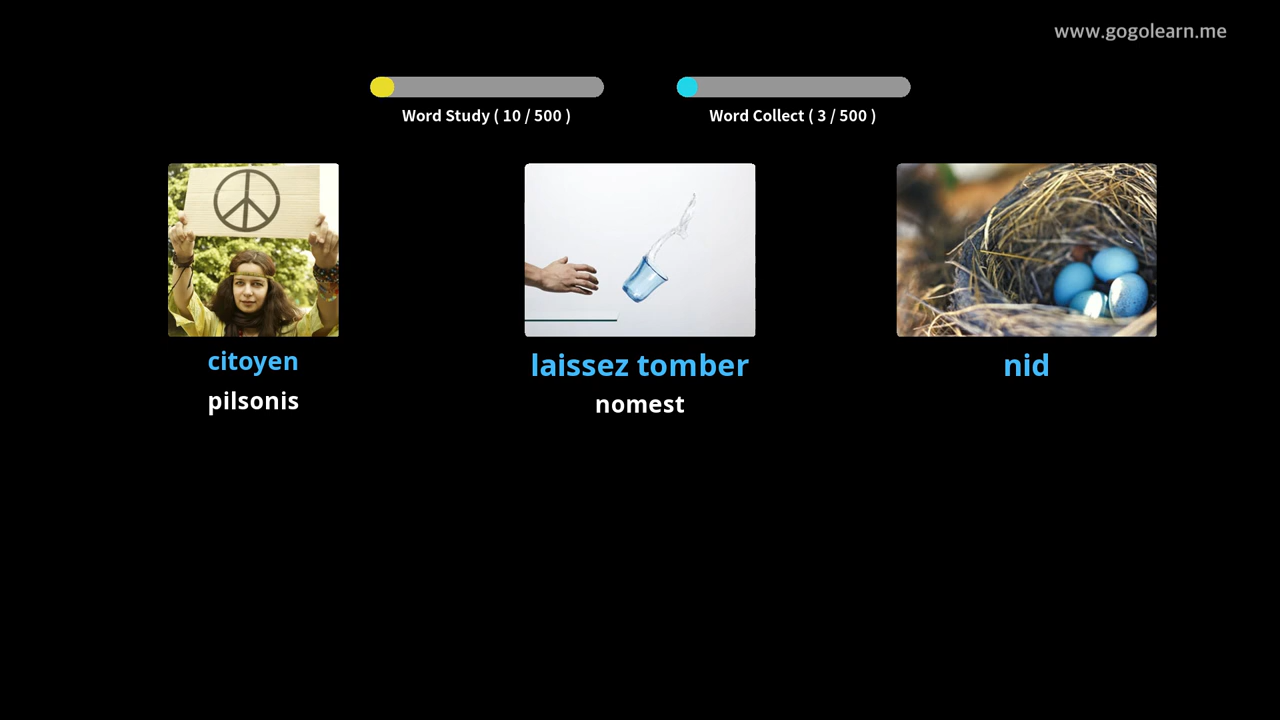 www.gogolearn.me
Word Study ( 10 / 500 )
Word Collect ( 3 / 500 )
citoyen
pilsonis
laissez tomber
nomest
nid